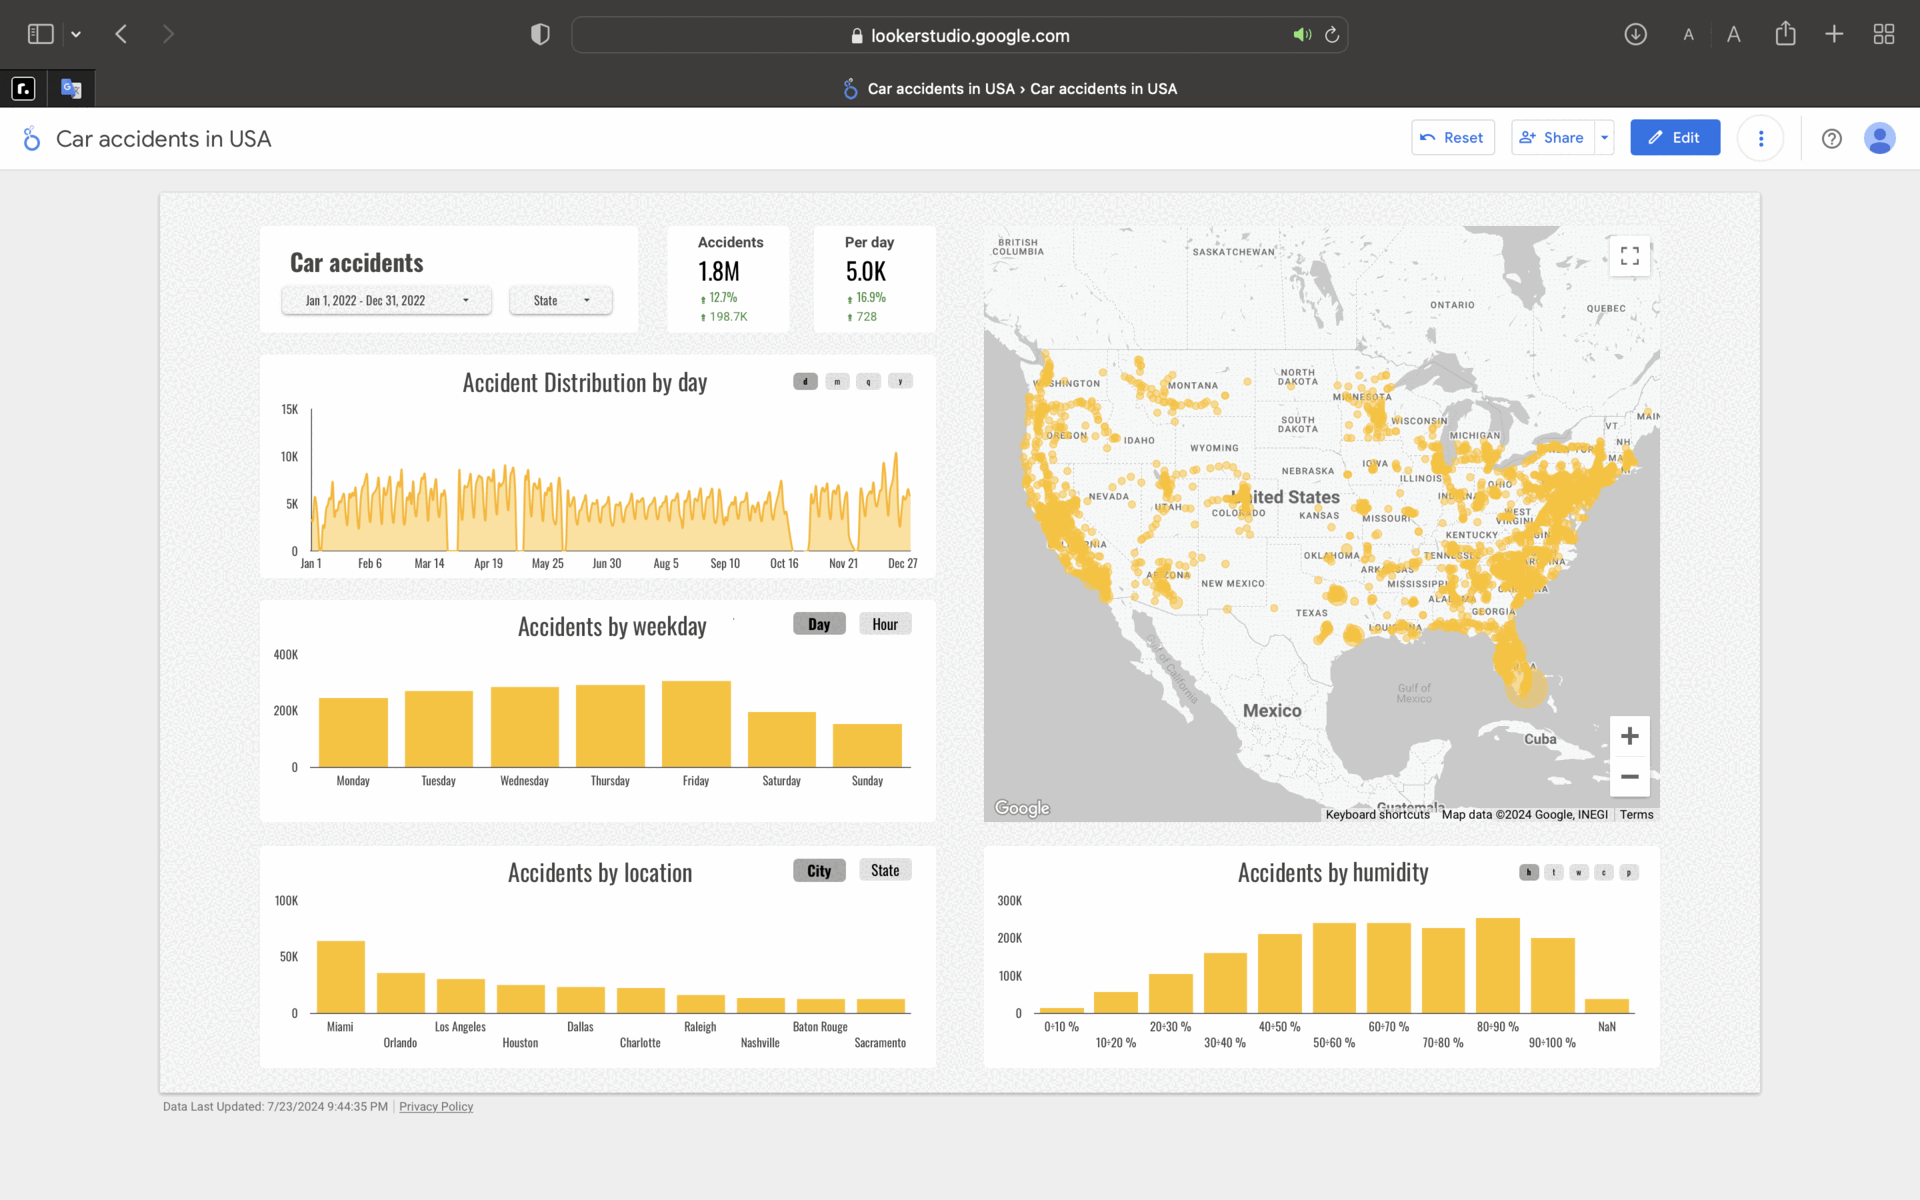 lookerstudio.google.com
A A
Car accidents in USA › Car accidents in USA
Car accidents in USA
Reset
Share
Edit
Car accidents
Jan 1, 2022 - Dec 31, 2022
State
Accidents
1.8M
12.7%
198.7K
Per day
5.0K
16.9%
728
Accident Distribution by day
d m q y
15K
10K
5K
0
Jan 1 Feb 6 Mar 14 Apr 19 May 25 Jun 30 Aug 5 Sep 10 Oct 16 Nov 21 Dec 27
Accidents by weekday
Day Hour
400K
200K
0
Monday Tuesday Wednesday Thursday Friday Saturday Sunday
BRITISH
COLUMBIA
SASKATCHEWAN
ONTARIO
QUEBEC
WASHINGTON
MONTANA
NORTH
DAKOTA
MINNESOTA
SOUTH
DAKOTA
WISCONSIN
MICHIGAN
VT
NH
OREGON
IDAHO
WYOMING
NEBRASKA
IOWA
ILLINOIS
OHIO
NEVADA
UTAH
COLORADO
United States
KANSAS
MISSOURI
WEST
KENTUCKY
OKLAHOMA
TENNESSEE
ARIZONA
NEW MEXICO
MISSISSIPPI
TEXAS
GEORGIA
LOUISIANA
Gulf of California
Gulf of
Mexico
Mexico
Cuba
Guatemala
Google
Keyboard shortcuts Map data ©2024 Google, INEGI Terms
Accidents by location
City State
100K
50K
0
Miami Orlando Los Angeles Houston Dallas Charlotte Raleigh Nashville Baton Rouge Sacramento
Accidents by humidity
h t w c p
300K
200K
100K
0
0÷10 % 10÷20 % 20÷30 % 30÷40 % 40÷50 % 50÷60 % 60÷70 % 70÷80 % 80÷90 % 90÷100 % NaN
Data Last Updated: 7/23/2024 9:44:35 PM Privacy Policy